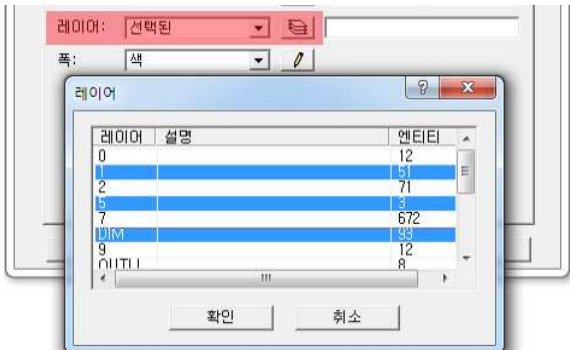 레이어: 선택된
폭: 색
레이어
레이어 설명 엔티티
0 12
1 51
2 71
5 3
7 672
DIM 93
9 12
OUTLI 8
확인 취소